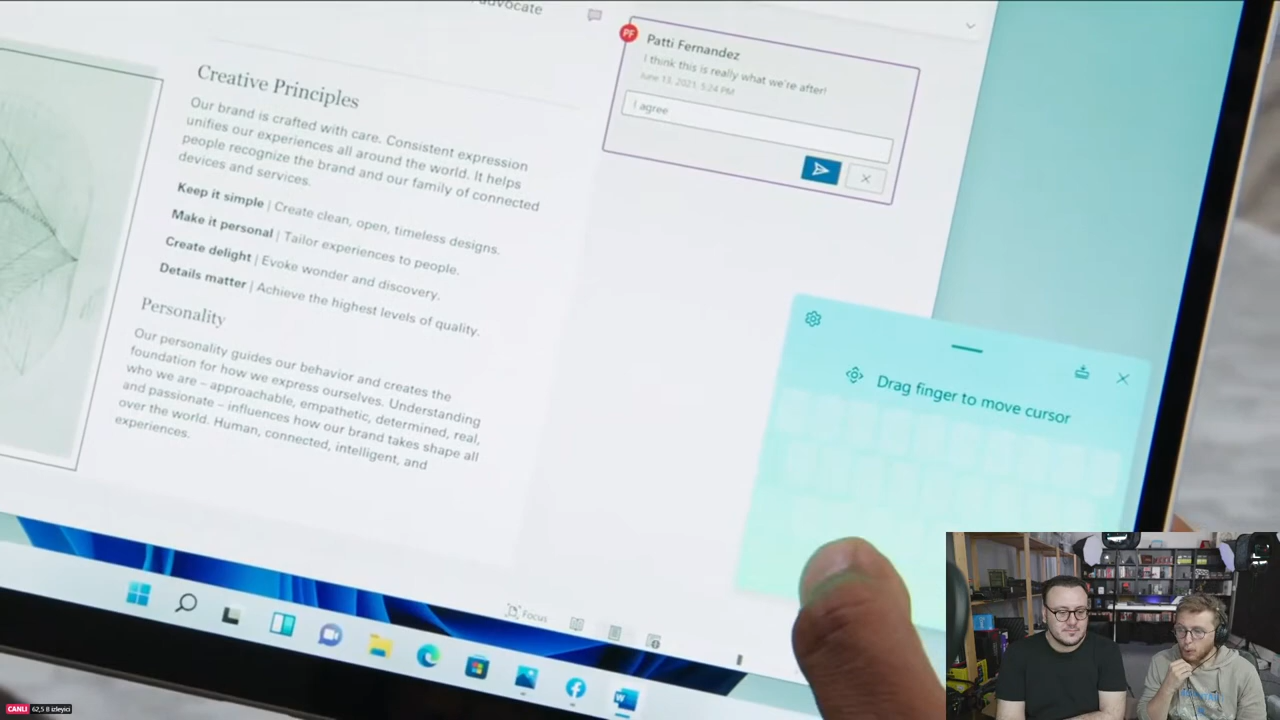 advocate
Creative Principles
Our brand is crafted with care. Consistent expression
unifies our experiences all around the world. It helps
people recognize the brand and our family of connected
devices and services.
Keep it simple | Create clean, open, timeless designs.
Make it personal | Tailor experiences to people.
Create delight | Evoke wonder and discovery.
Details matter | Achieve the highest levels of quality.
Personality
Our personality guides our behavior and creates the
foundation for how we express ourselves. Understanding
who we are – approachable, empathetic, determined, real,
and passionate – influences how our brand takes shape all
over the world. Human, connected, intelligent, and
experiences.
PF
Patti Fernandez
I think this is really what we're after!
June 13, 2021, 5:24 PM
I agree
Drag finger to move cursor
Focus
W
CANLI 62,5 B izleyici